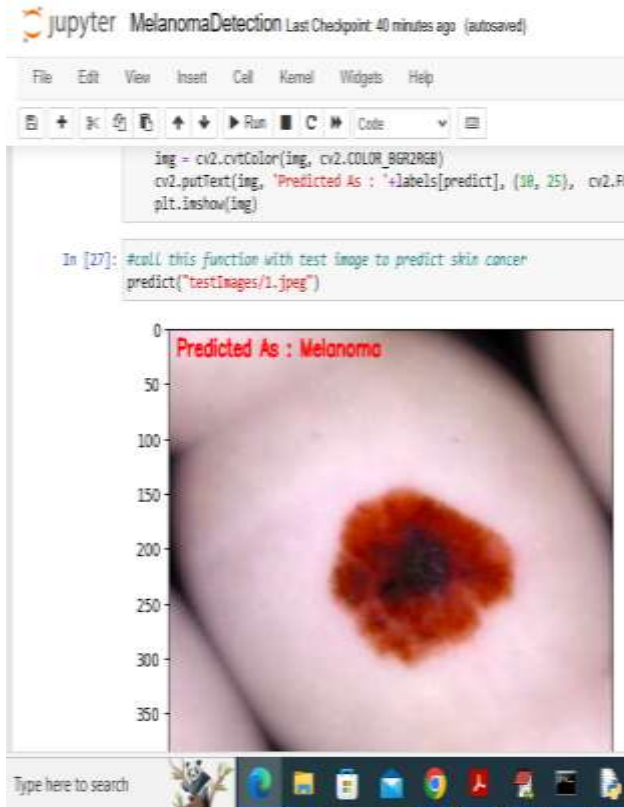 jupyter MelanomaDetection Last Checkpoint: 40 minutes ago (autosaved)
File Edit View Insert Cell Kernel Widgets Help
Run Code
img = cv2.cvtColor(img, cv2.COLOR_BGR2RGB)
cv2.putText(img, 'Predicted As : '+labels[predict], (10, 25), cv2.F
plt.imshow(img)
In [27]: #call this function with test image to predict skin cancer
predict("testImages/1.jpeg")
0
Predicted As : Melanoma
50
100
150
200
250
300
350
Type here to search